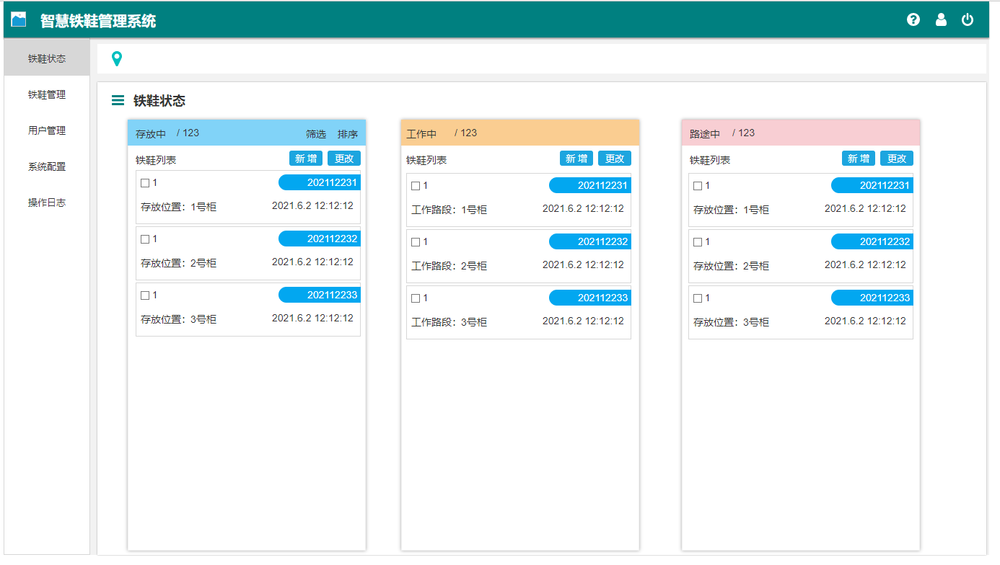 智慧铁鞋管理系统
铁鞋状态
铁鞋管理
用户管理
系统配置
操作日志
铁鞋状态
存放中 / 123 筛选 排序
铁鞋列表 新 增 更改
1 202112231
存放位置：1号柜 2021.6.2 12:12:12
1 202112232
存放位置：2号柜 2021.6.2 12:12:12
1 202112233
存放位置：3号柜 2021.6.2 12:12:12
工作中 / 123
铁鞋列表 新 增 更改
1 202112231
工作路段：1号柜 2021.6.2 12:12:12
1 202112232
工作路段：2号柜 2021.6.2 12:12:12
1 202112233
工作路段：3号柜 2021.6.2 12:12:12
路途中 / 123
铁鞋列表 新 增 更改
1 202112231
存放位置：1号柜 2021.6.2 12:12:12
1 202112232
存放位置：2号柜 2021.6.2 12:12:12
1 202112233
存放位置：3号柜 2021.6.2 12:12:12